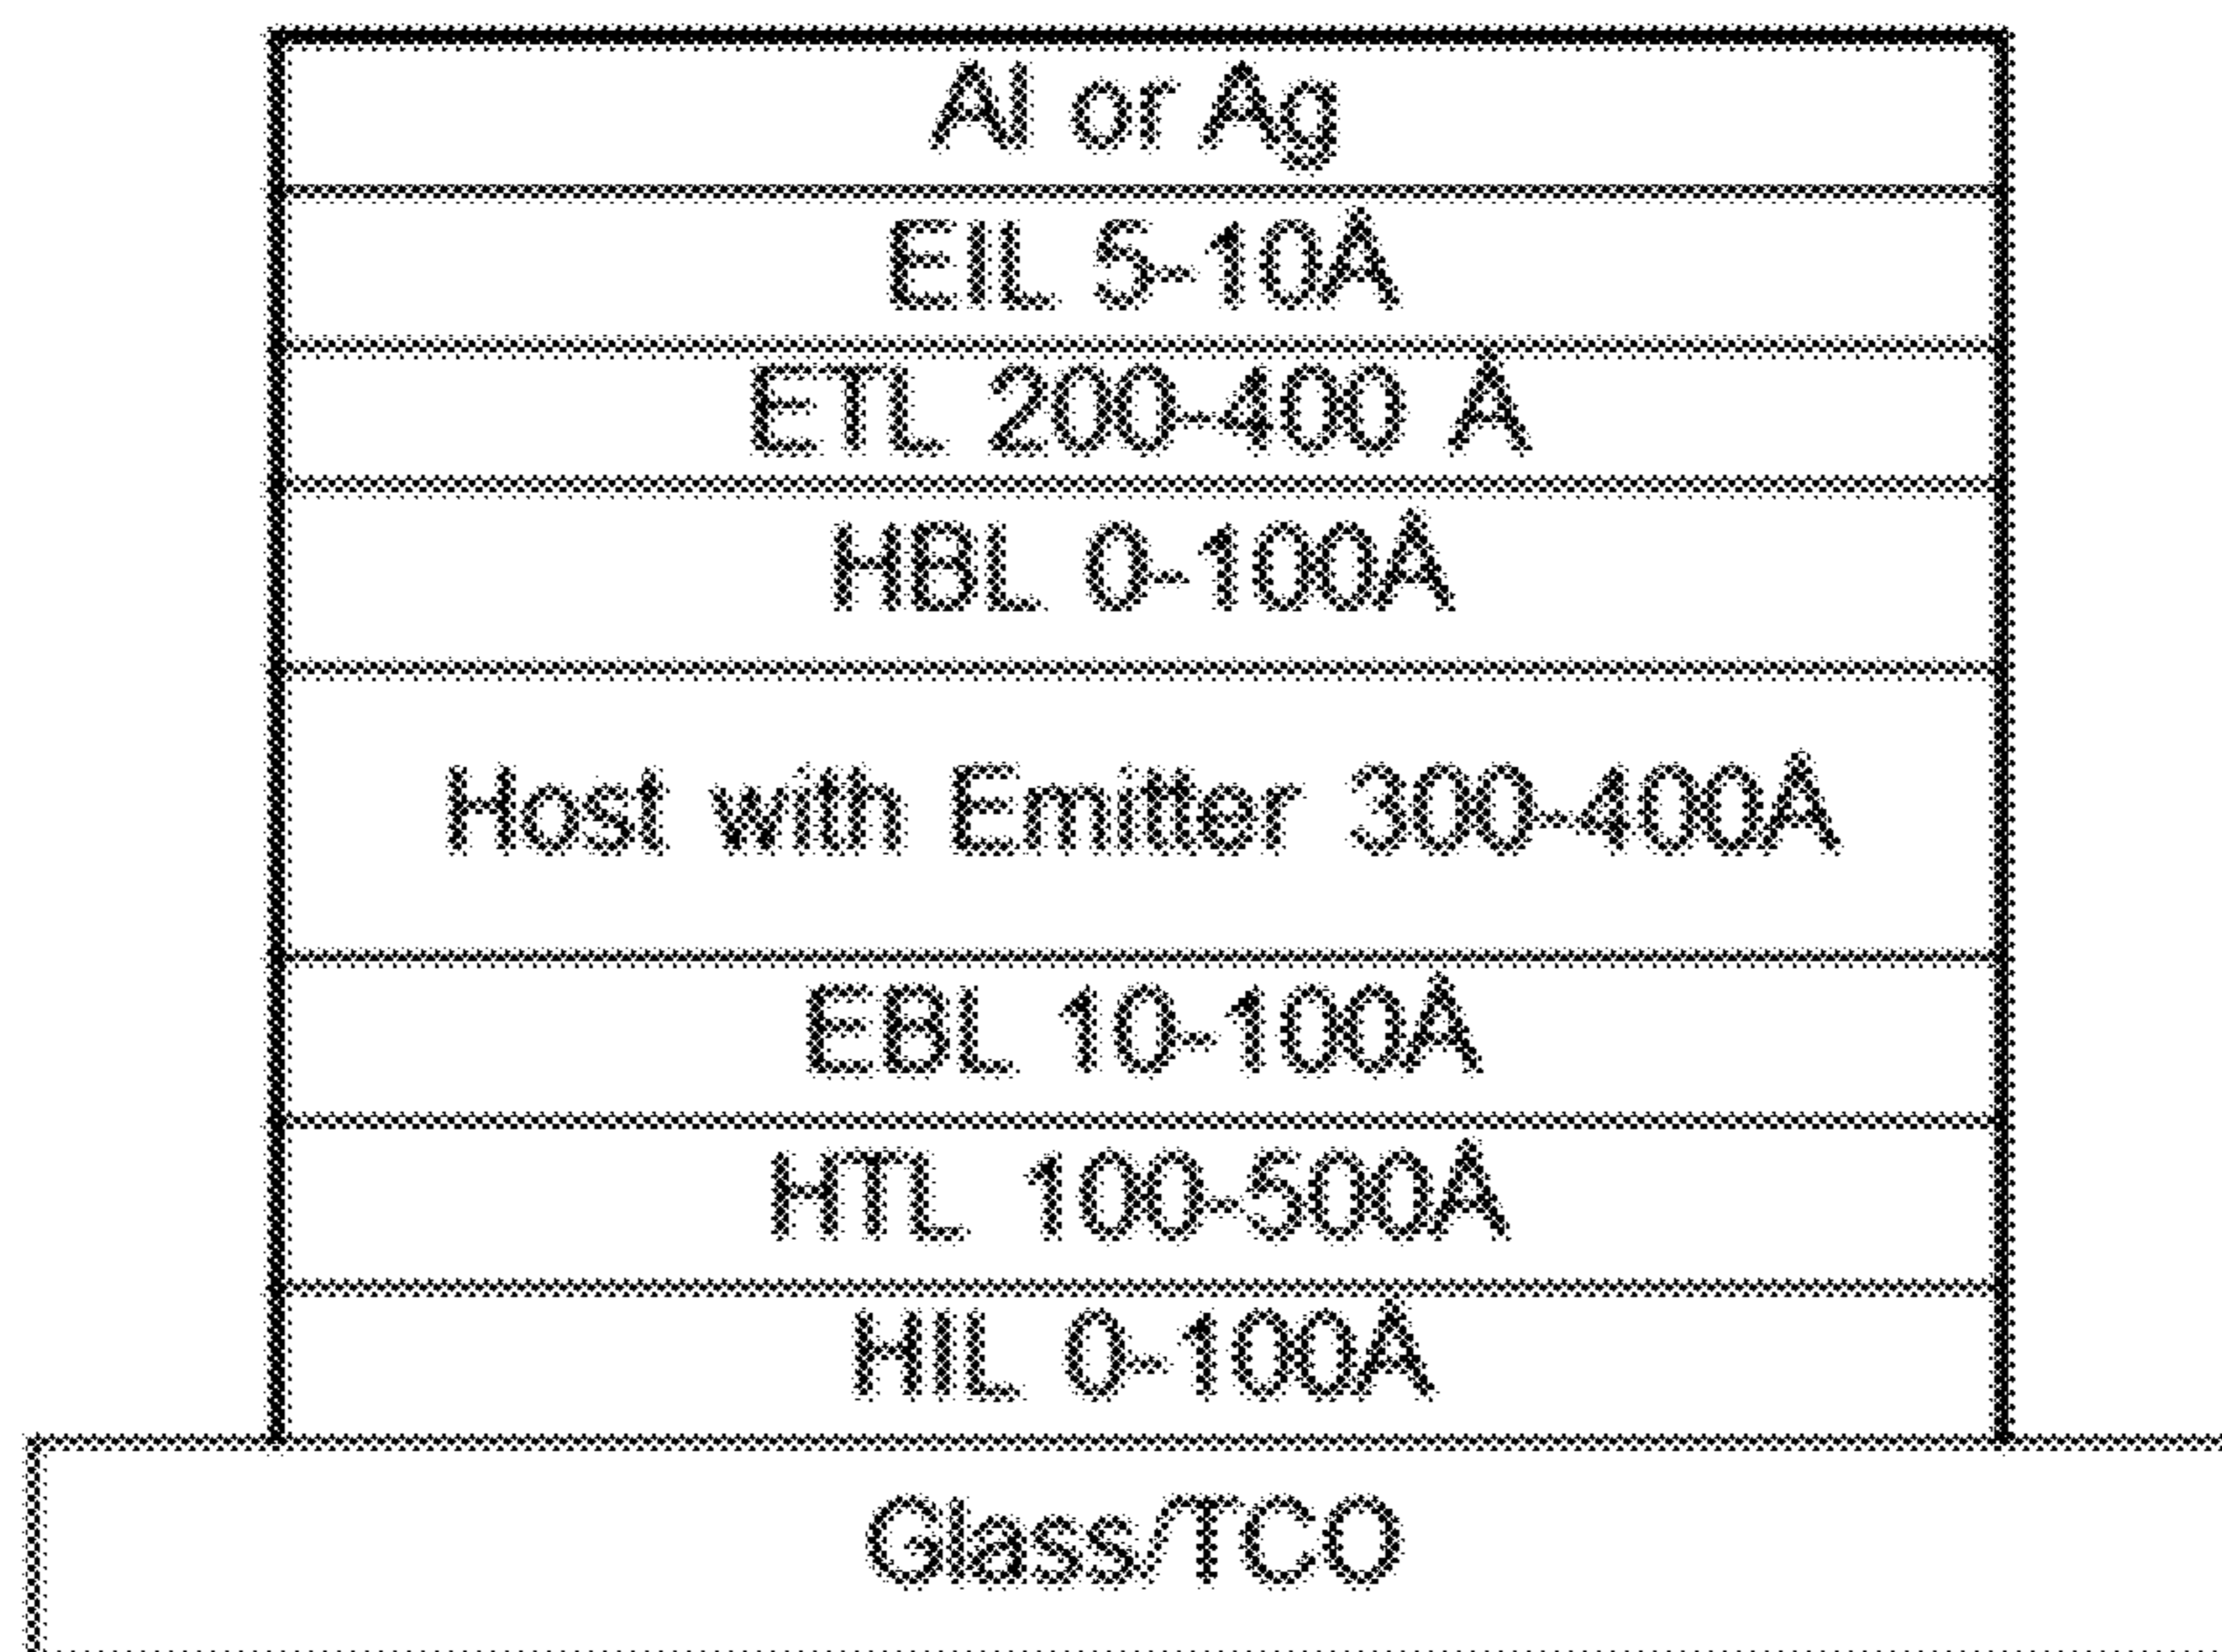 Al or Ag
EIL 5-10Å
ETL 200-400 Å
HBL 0-100Å
Host with Emitter 300-400Å
EBL 10-100Å
HTL 100-500Å
HIL 0-100Å
Glass/TCO